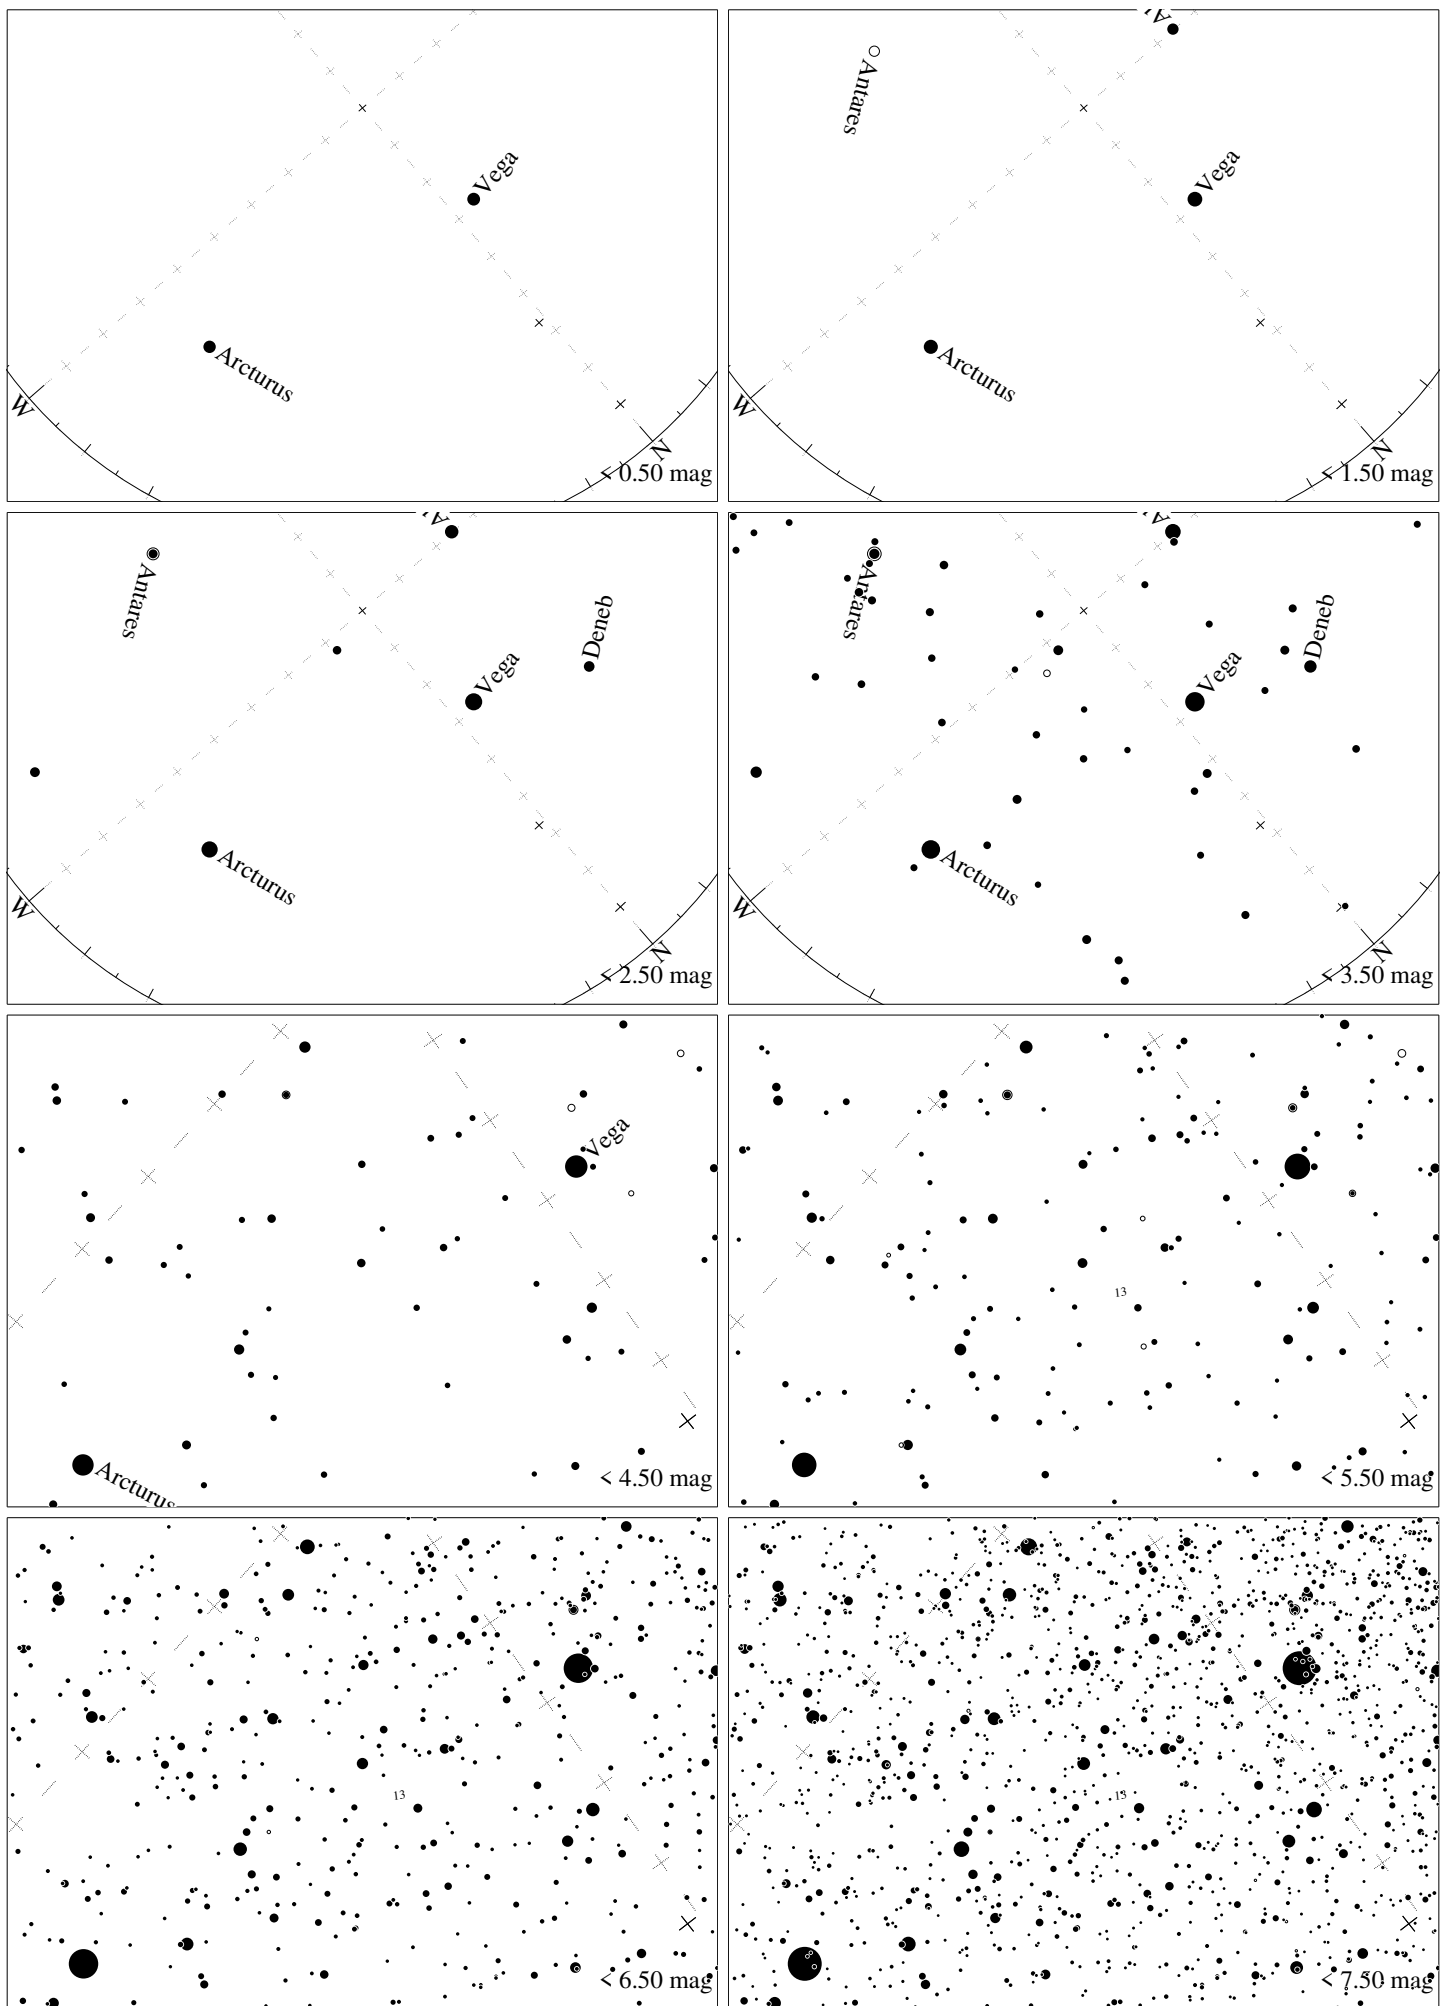 Vega
Arcturus
W
N
< 0.50 mag
Antares
Vega
Arcturus
W
N
< 1.50 mag
Antares
Deneb
Vega
Arcturus
W
N
< 2.50 mag
Antares
Deneb
Vega
Arcturus
W
N
< 3.50 mag
Vega
Arcturus
< 4.50 mag
13
< 5.50 mag
13
< 6.50 mag
13
< 7.50 mag